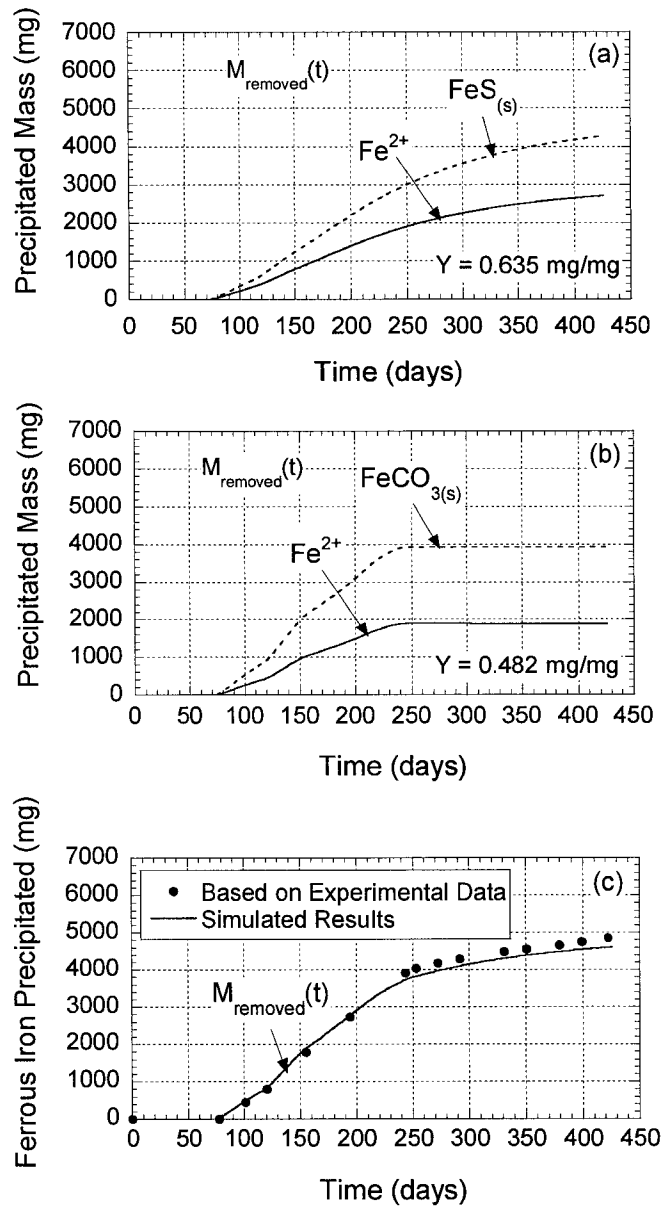 (a)
7000
6000
5000
4000
3000
2000
1000
0
Precipitated Mass (mg)
M_removed(t)
FeS_(s)
Fe²⁺
Y = 0.635 mg/mg
0 50 100 150 200 250 300 350 400 450
Time (days)
(b)
7000
6000
5000
4000
3000
2000
1000
0
Precipitated Mass (mg)
M_removed(t)
FeCO_3(s)
Fe²⁺
Y = 0.482 mg/mg
0 50 100 150 200 250 300 350 400 450
Time (days)
(c)
7000
6000
5000
4000
3000
2000
1000
0
Ferrous Iron Precipitated (mg)
Based on Experimental Data
Simulated Results
M_removed(t)
0 50 100 150 200 250 300 350 400 450
Time (days)